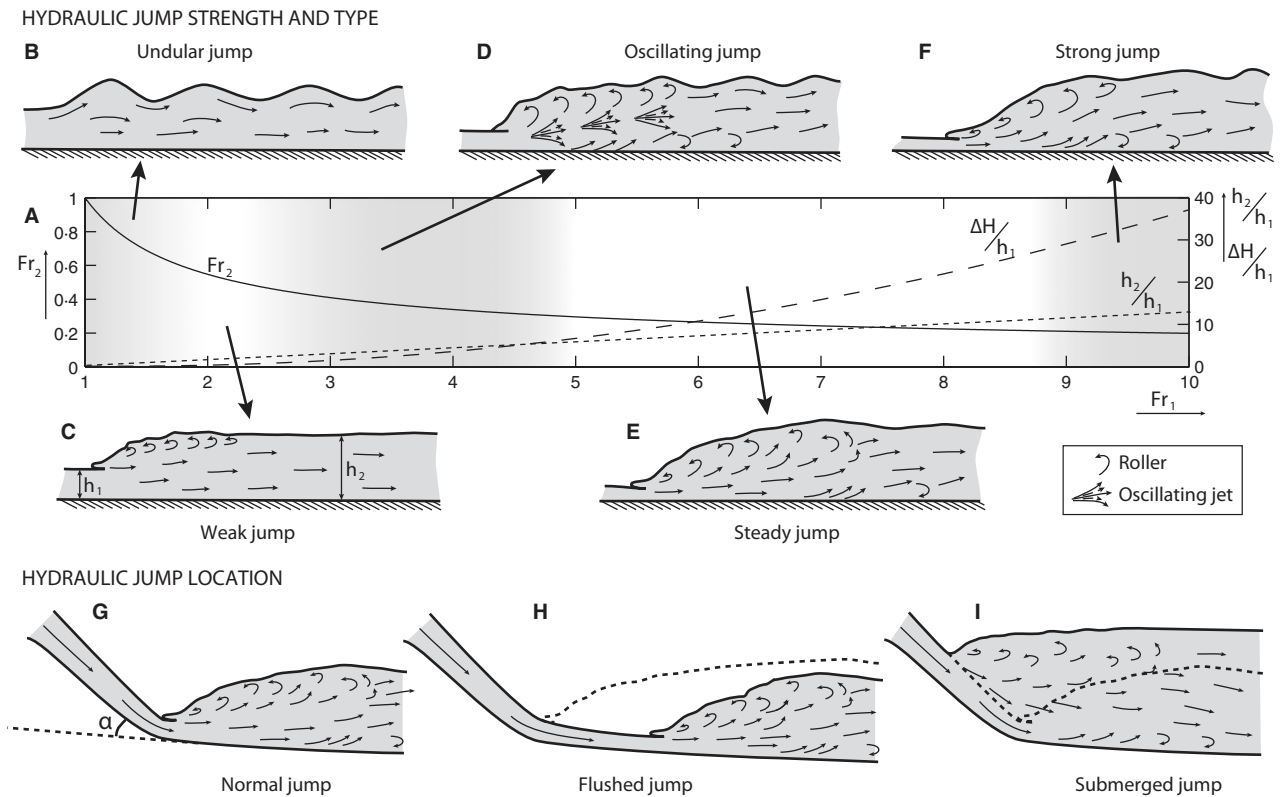 HYDRAULIC JUMP STRENGTH AND TYPE
B Undular jump
D Oscillating jump
F Strong jump
A
1
0·8
0·6
0·4
0·2
0
Fr₂
Fr₂
ΔH/h₁
h₂/h₁
40
30
20
10
0
h₂/h₁
ΔH/h₁
1 2 3 4 5 6 7 8 9 10
Fr₁
C
h₁
h₂
Weak jump
E
Steady jump
Roller
Oscillating jet
HYDRAULIC JUMP LOCATION
G
α
Normal jump
H
Flushed jump
I
Submerged jump